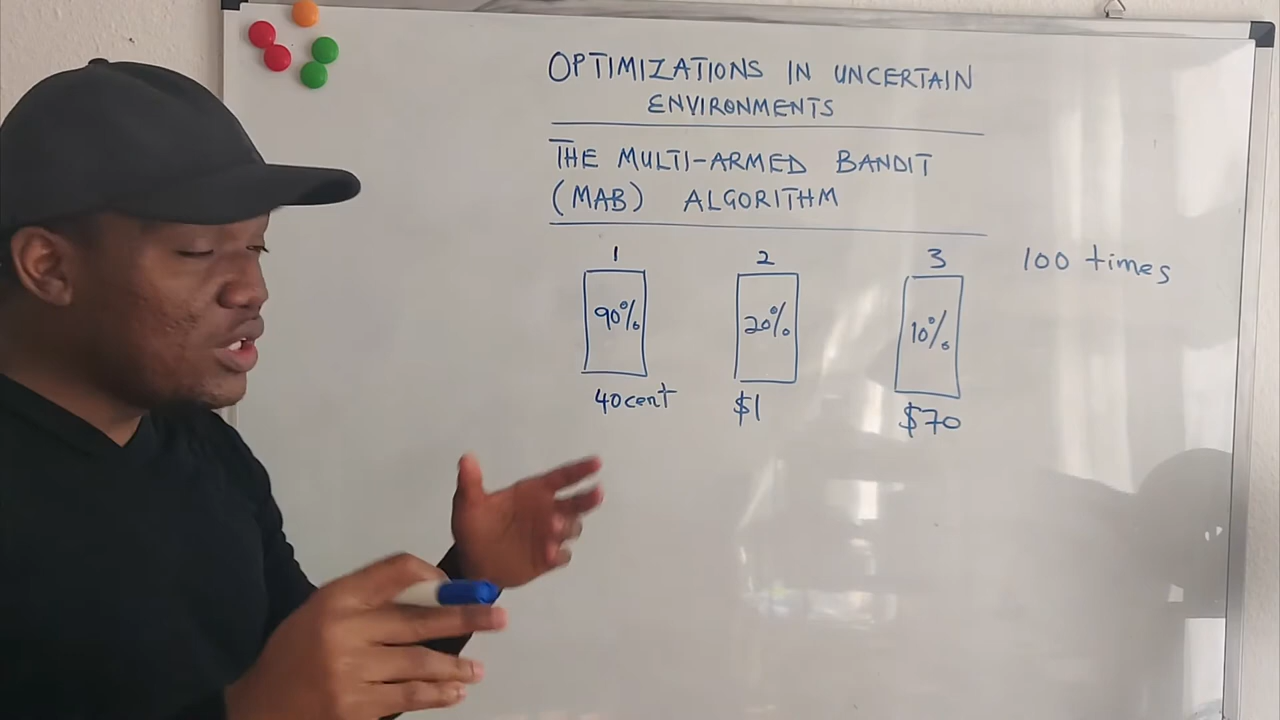 OPTIMIZATIONS IN UNCERTAIN
ENVIRONMENTS
THE MULTI-ARMED BANDIT
(MAB) ALGORITHM
1 2 3 100 times
90% 20% 10%
40cent $1 $70